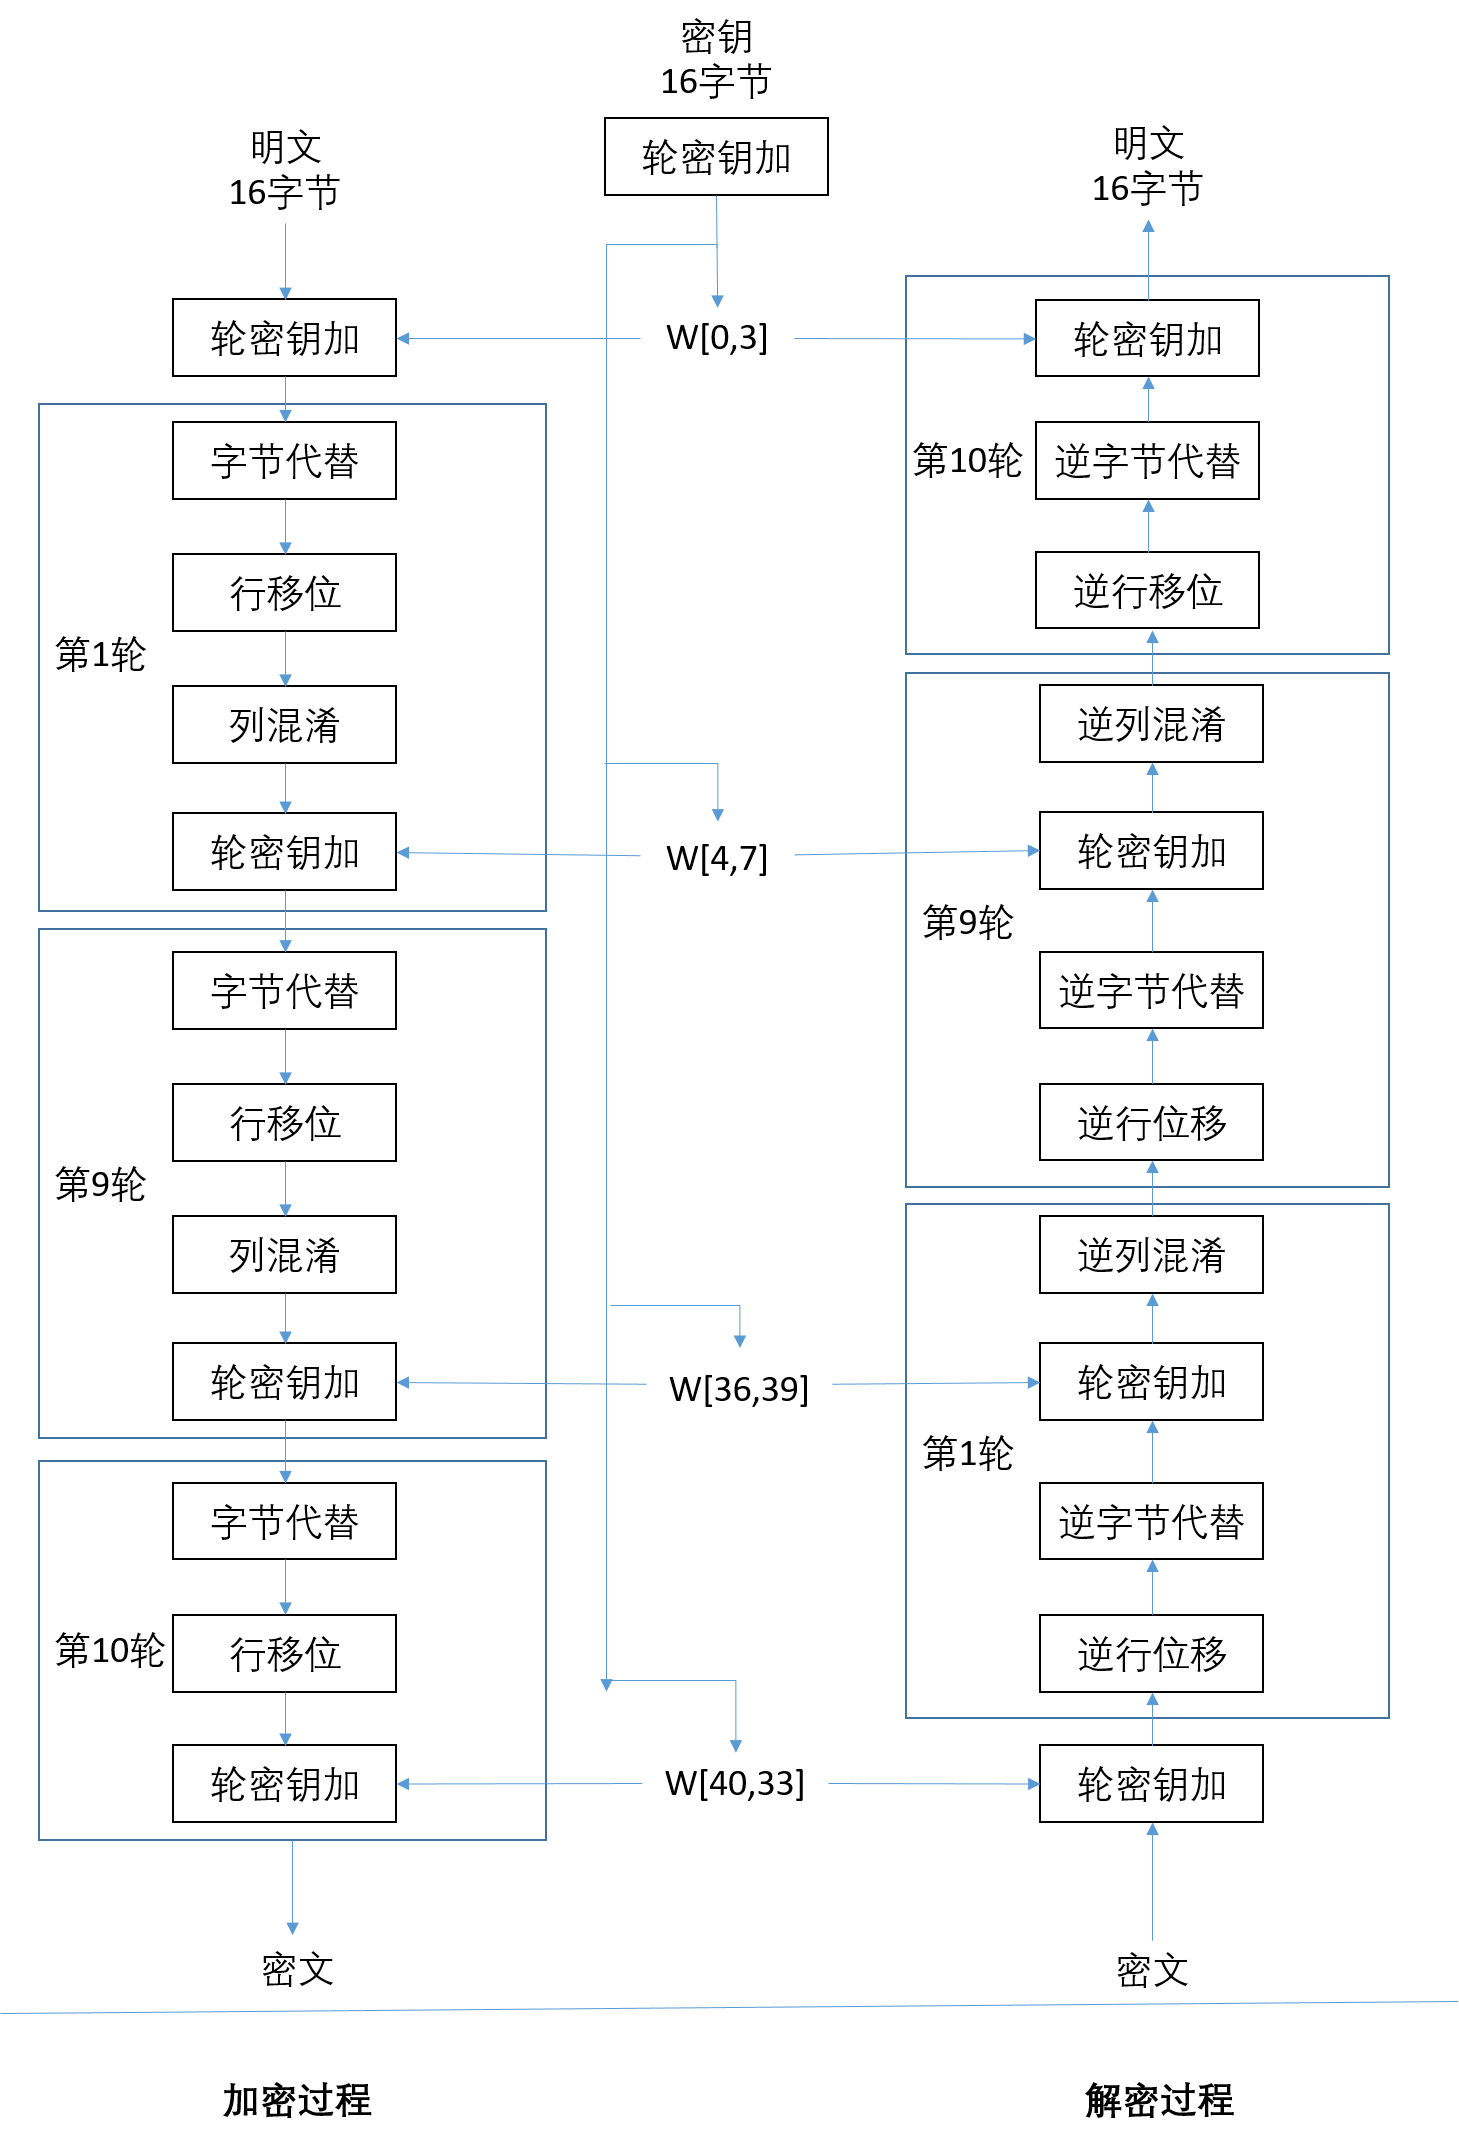 密钥
16字节
轮密钥加
明文
16字节
轮密钥加
第1轮
字节代替
行移位
列混淆
轮密钥加
第9轮
字节代替
行移位
列混淆
轮密钥加
第10轮
字节代替
行移位
轮密钥加
密文
W[0,3]
W[4,7]
W[36,39]
W[40,33]
明文
16字节
轮密钥加
第10轮
逆字节代替
逆行移位
逆列混淆
轮密钥加
第9轮
逆字节代替
逆行位移
逆列混淆
轮密钥加
第1轮
逆字节代替
逆行位移
轮密钥加
密文
加密过程
解密过程